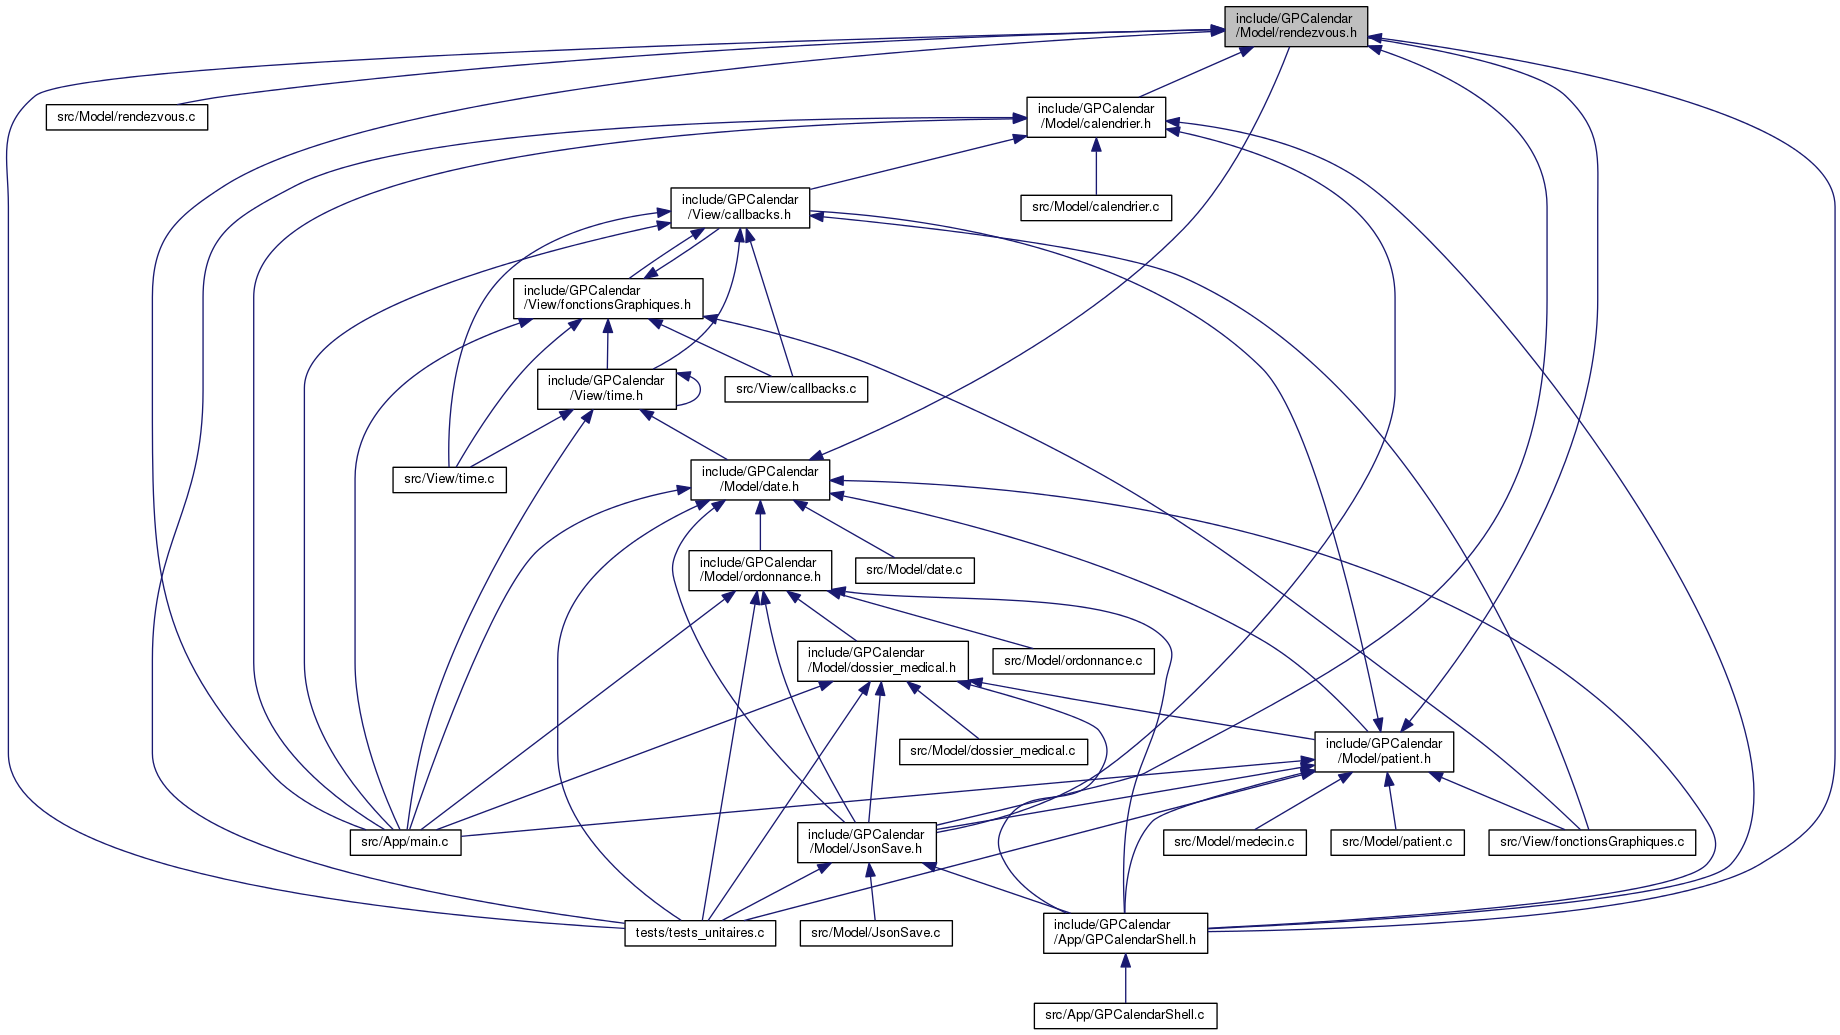 include/GPCalendar
/Model/rendezvous.h
src/Model/rendezvous.c
include/GPCalendar
/Model/calendrier.h
include/GPCalendar
/View/callbacks.h
src/Model/calendrier.c
include/GPCalendar
/View/fonctionsGraphiques.h
include/GPCalendar
/View/time.h
src/View/callbacks.c
src/View/time.c
include/GPCalendar
/Model/date.h
include/GPCalendar
/Model/ordonnance.h
src/Model/date.c
include/GPCalendar
/Model/dossier_medical.h
src/Model/ordonnance.c
src/Model/dossier_medical.c
include/GPCalendar
/Model/patient.h
src/App/main.c
include/GPCalendar
/Model/JsonSave.h
src/Model/medecin.c
src/Model/patient.c
src/View/fonctionsGraphiques.c
tests/tests_unitaires.c
src/Model/JsonSave.c
include/GPCalendar
/App/GPCalendarShell.h
src/App/GPCalendarShell.c